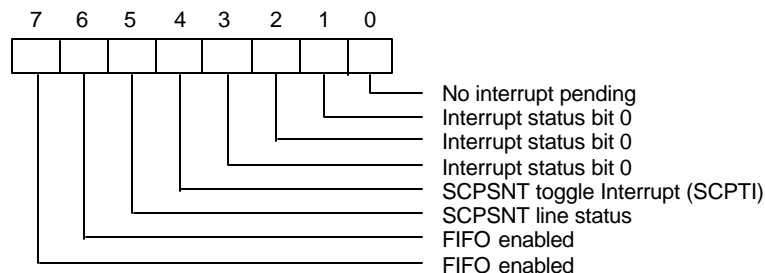 7 6 5 4 3 2 1 0
No interrupt pending
Interrupt status bit 0
Interrupt status bit 0
Interrupt status bit 0
SCPSNT toggle Interrupt (SCPTI)
SCPSNT line status
FIFO enabled
FIFO enabled